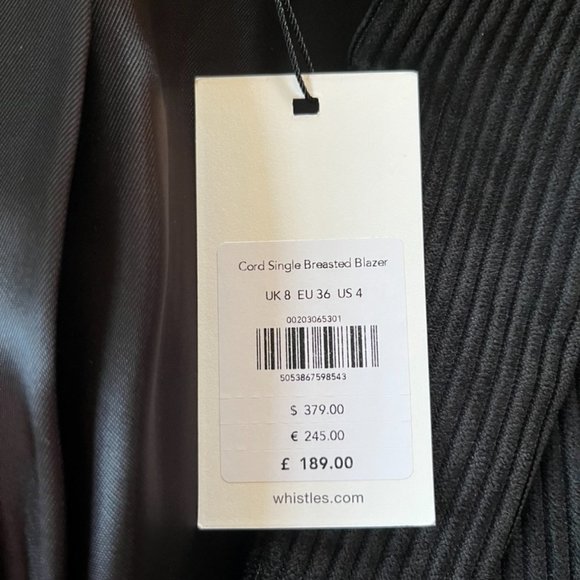 Cord Single Breasted Blazer
UK 8 EU 36 US 4
00203065301
5053867598543
$ 379.00
€ 245.00
£ 189.00
whistles.com